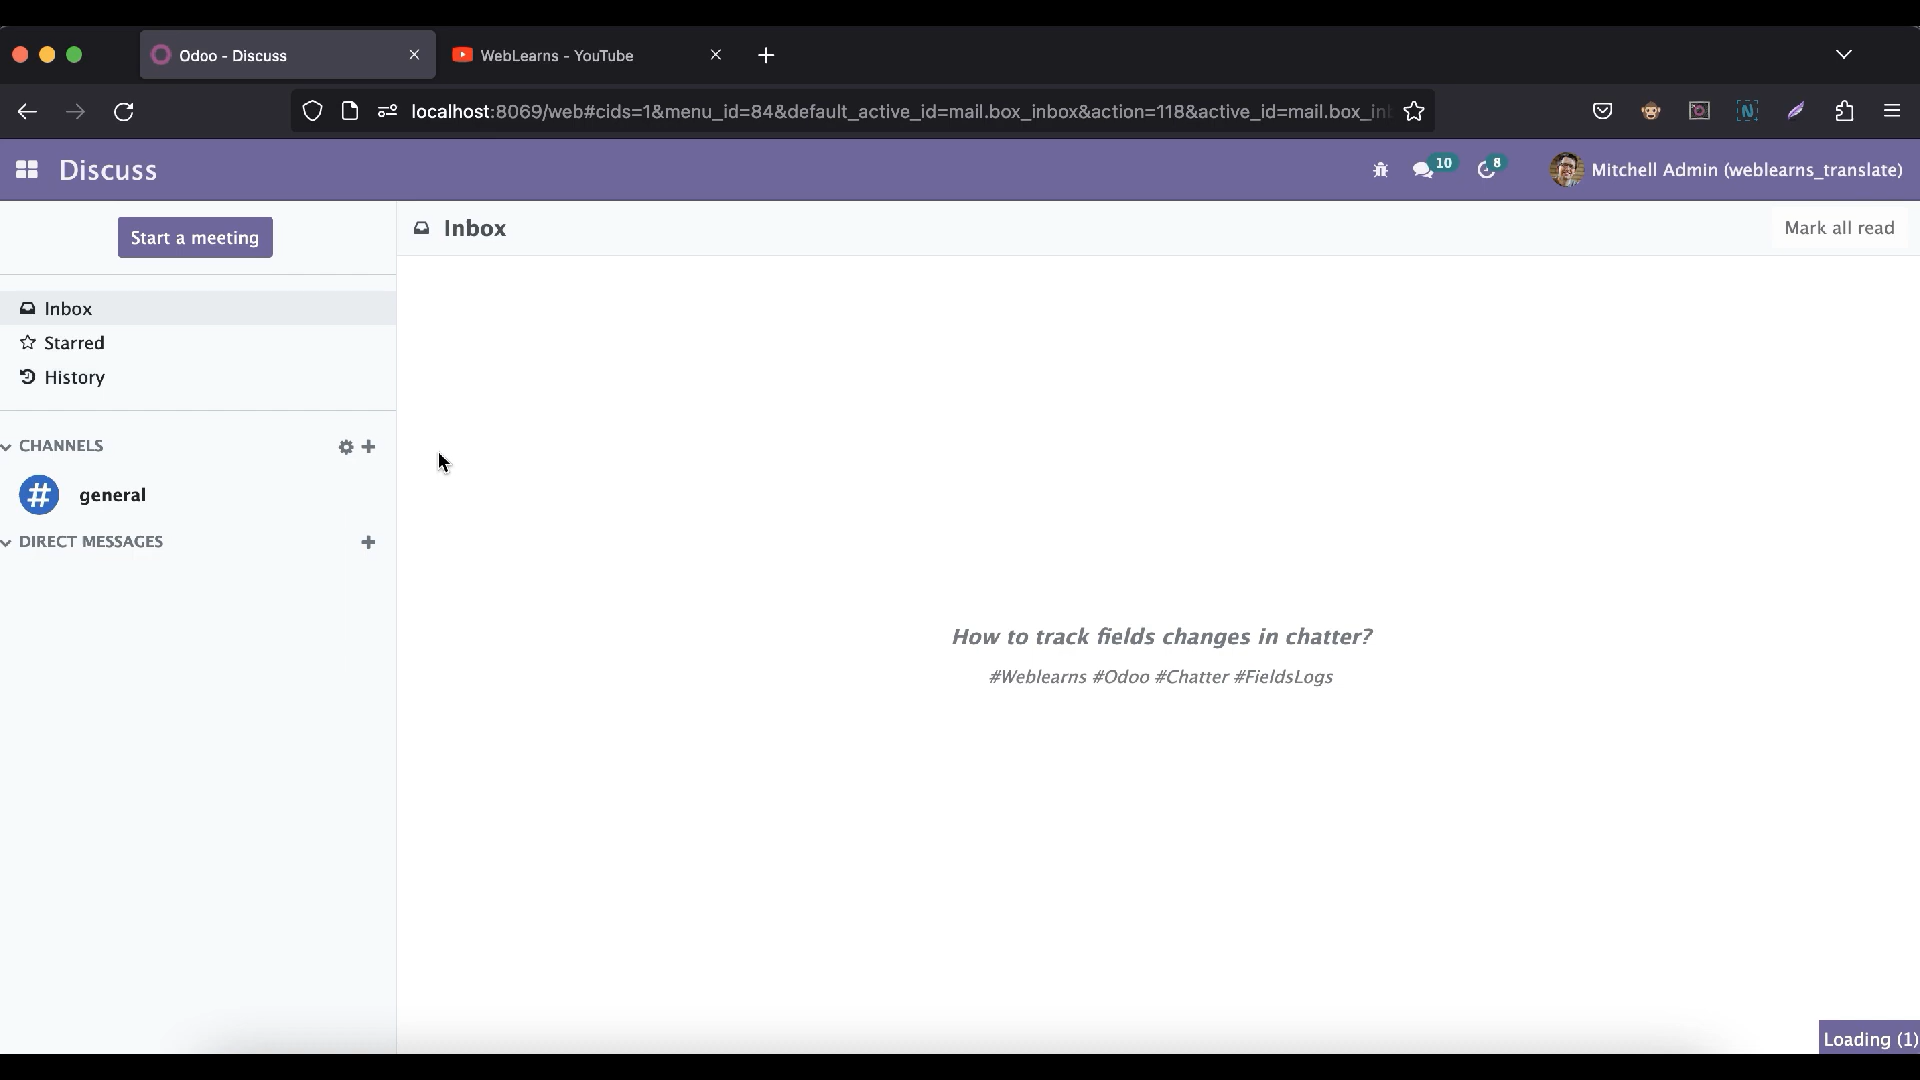 Odoo - Discuss
WebLearns - YouTube
localhost:8069/web#cids=1&menu_id=84&default_active_id=mail.box_inbox&action=118&active_id=mail.box_in
Discuss
10
8
Mitchell Admin (weblearns_translate)
Start a meeting
Inbox
Mark all read
Inbox
Starred
History
CHANNELS
# general
DIRECT MESSAGES
How to track fields changes in chatter?
#Weblearns #Odoo #Chatter #FieldsLogs
Loading (1)